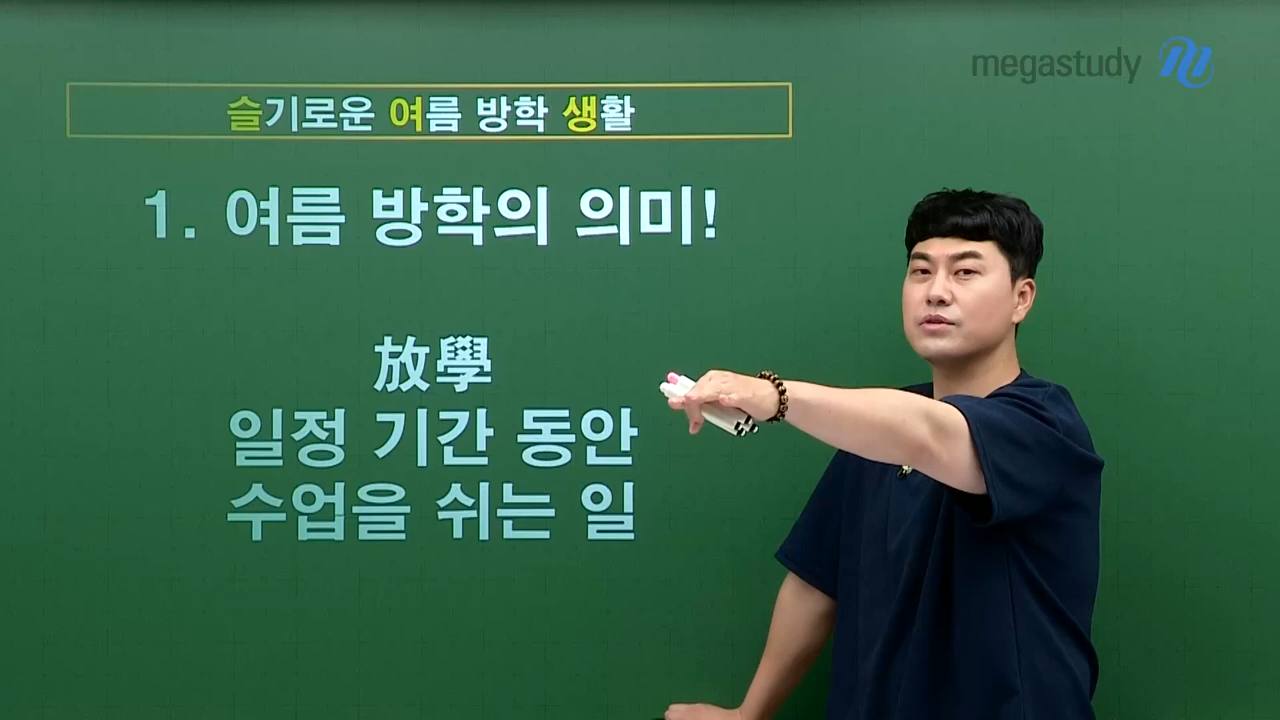 megastudy
슬기로운 여름 방학 생활
1. 여름 방학의 의미!
放學
일정 기간 동안
수업을 쉬는 일